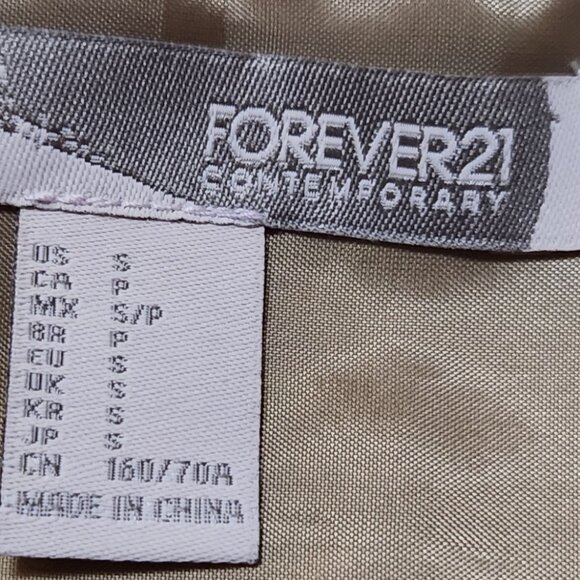 FOREVER21
CONTEMPORARY
US S
CA P
MX S/P
BR P
EU S
UK S
KR S
JP S
CN 160/70A
MADE IN CHINA